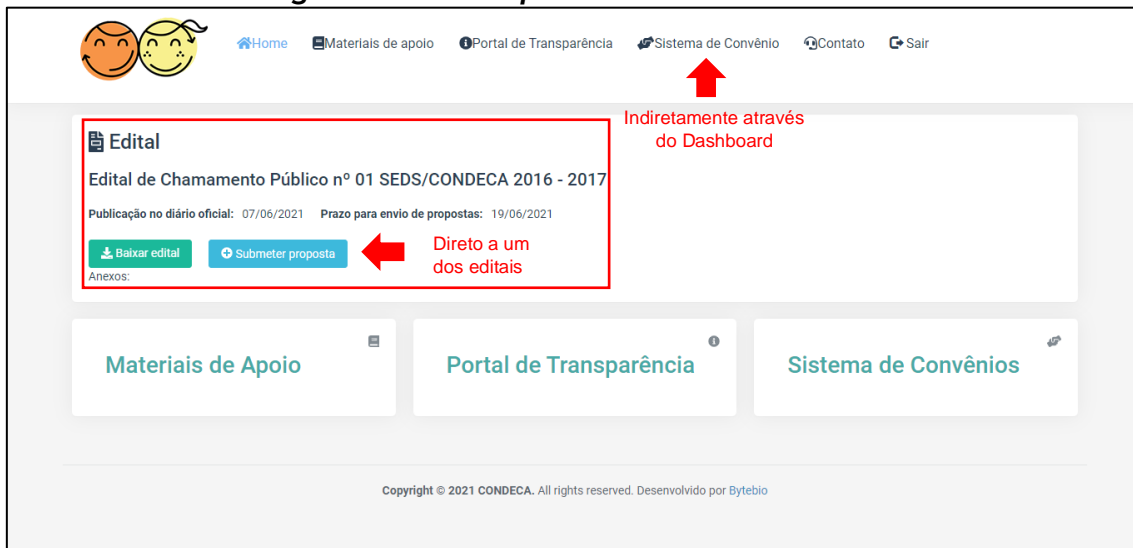 Home Materiais de apoio Portal de Transparência Sistema de Convênio Contato Sair
Indiretamente através
do Dashboard
Edital
Edital de Chamamento Público nº 01 SEDS/CONDECA 2016 - 2017
Publicação no diário oficial: 07/06/2021 Prazo para envio de propostas: 19/06/2021
Baixar edital Submeter proposta
Direto a um
dos editais
Anexos:
Materiais de Apoio Portal de Transparência Sistema de Convênios
Copyright © 2021 CONDECA. All rights reserved. Desenvolvido por Bytebio